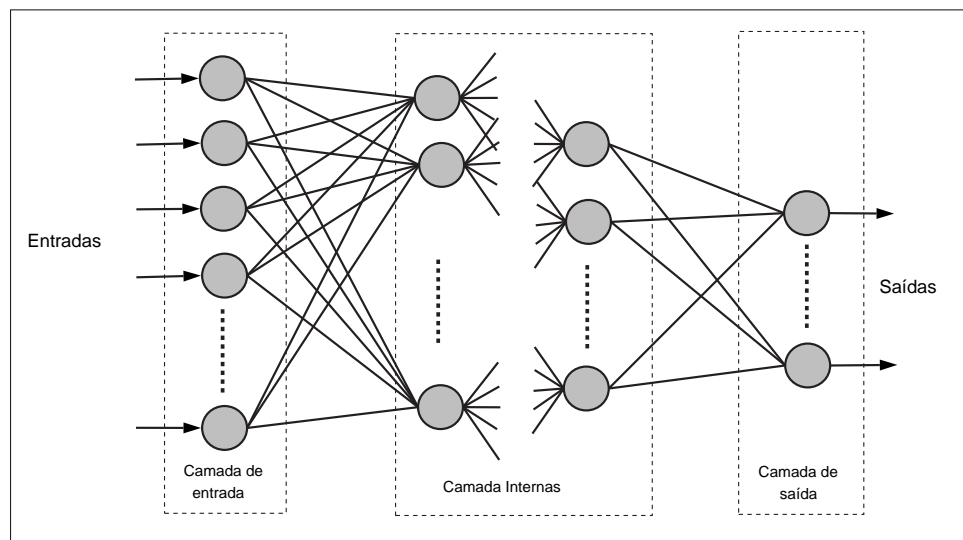 Entradas
Camada de
entrada
Camada Internas
Camada de
saída
Saídas